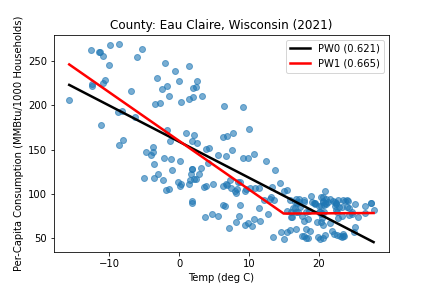 County: Eau Claire, Wisconsin (2021)
Per-Capita Consumption (MMBtu/1000 Households)
250
200
150
100
50
PW0 (0.621)
PW1 (0.665)
−10
0
10
20
Temp (deg C)